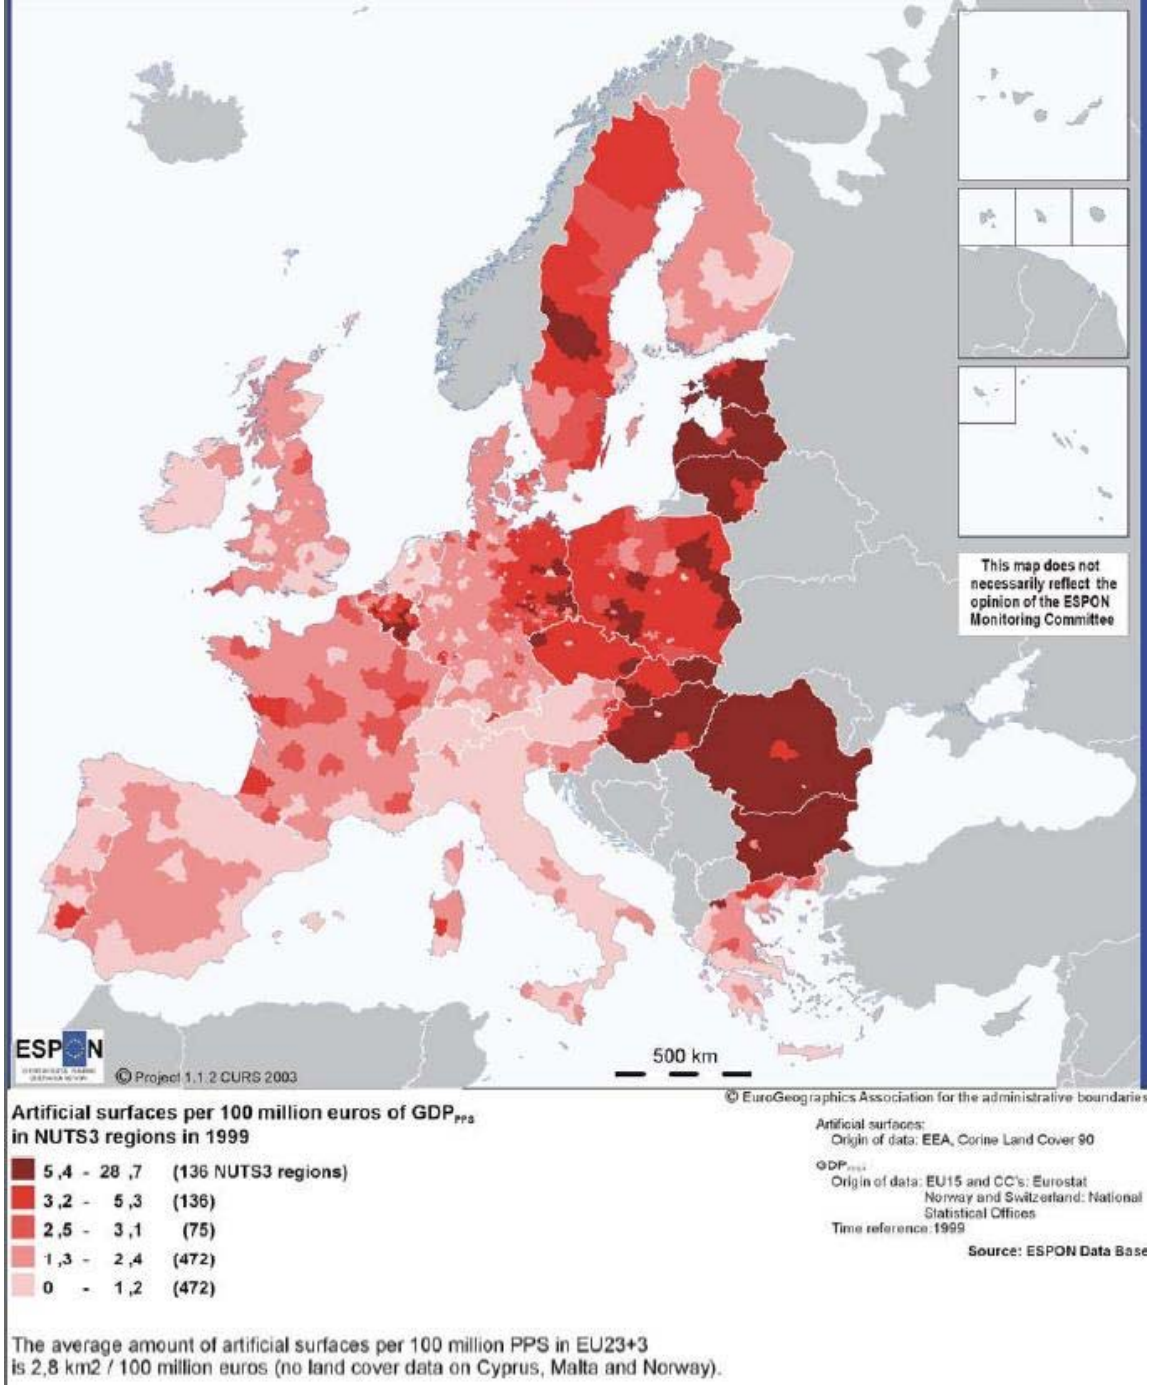 This map does not
necessarily reflect the
opinion of the ESPON
Monitoring Committee
ESPON
© Project 1.1.2 CURS 2003
500 km
© EuroGeographics Association for the administrative boundaries
Artificial surfaces per 100 million euros of GDPPPS
in NUTS3 regions in 1999
5,4 - 28,7 (136 NUTS3 regions)
3,2 - 5,3 (136)
2,5 - 3,1 (75)
1,3 - 2,4 (472)
0 - 1,2 (472)
Artificial surfaces:
Origin of data: EEA, Corine Land Cover 90
GDP
Origin of data: EU15 and CC's: Eurostat
Norway and Switzerland: National
Statistical Offices
Time reference:1999
Source: ESPON Data Base
The average amount of artificial surfaces per 100 million PPS in EU23+3
is 2,8 km2 / 100 million euros (no land cover data on Cyprus, Malta and Norway).